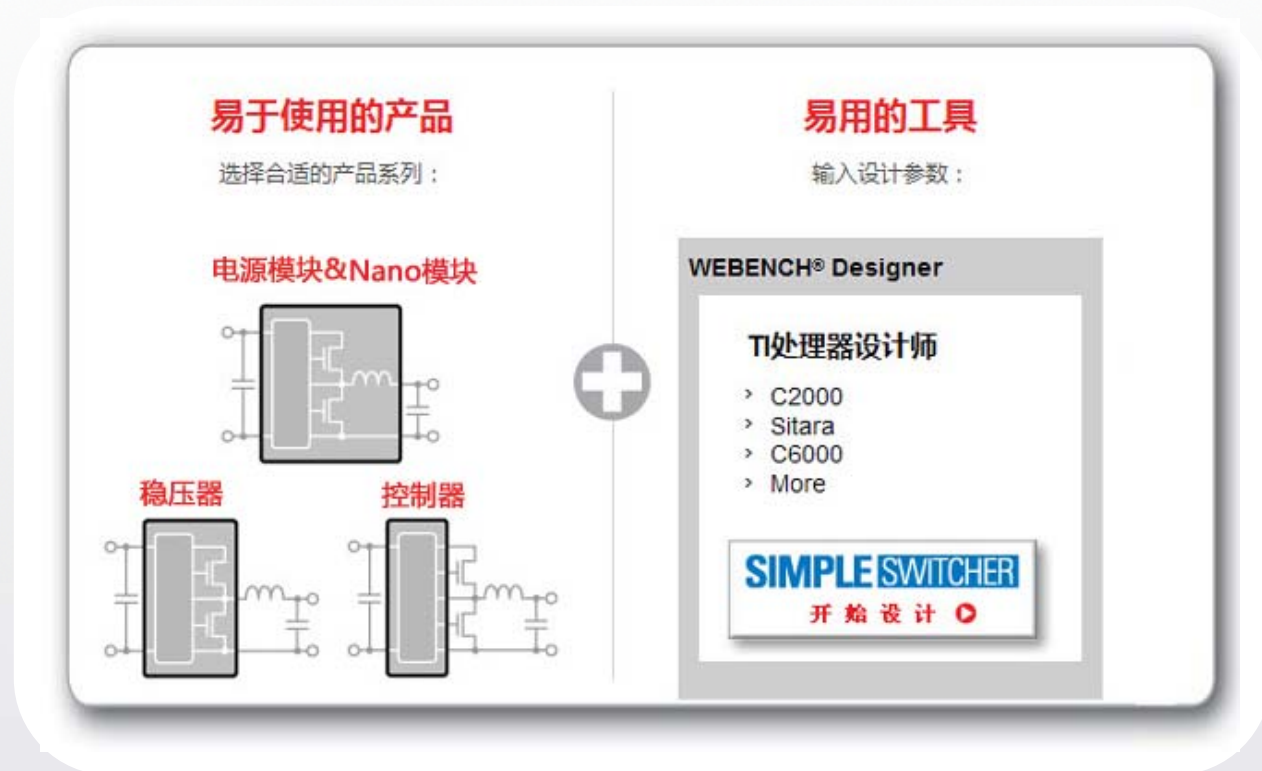 易于使用的产品
选择合适的产品系列：
电源模块&Nano模块
稳压器
控制器
易用的工具
输入设计参数：
WEBENCH® Designer
TI处理器设计师
C2000
Sitara
C6000
More
SIMPLE SWITCHER
开始设计